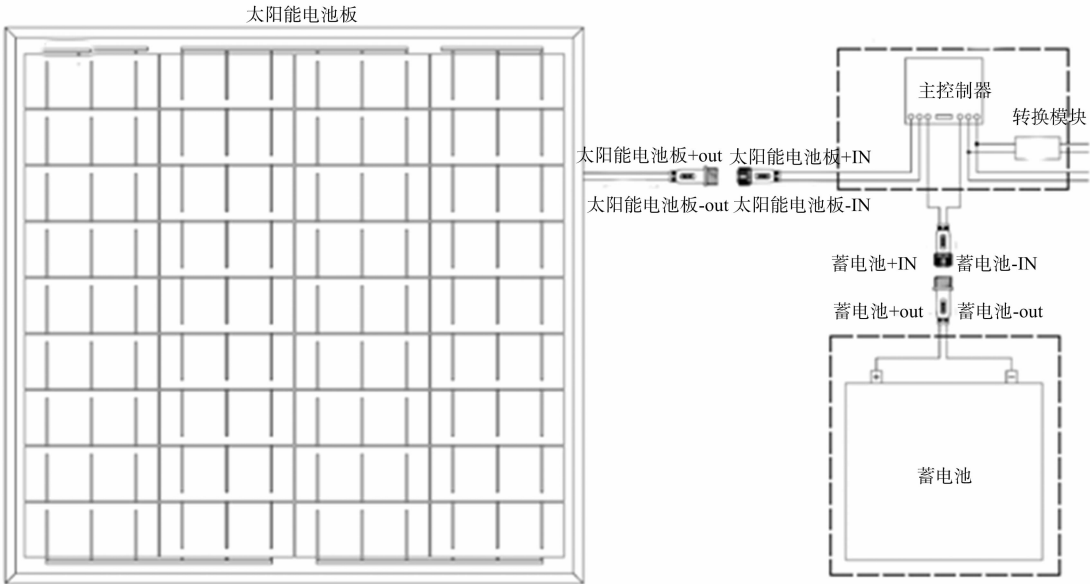 太阳能电池板
主控制器
转换模块
太阳能电池板+out 太阳能电池板+IN
太阳能电池板-out 太阳能电池板-IN
蓄电池+IN 蓄电池-IN
蓄电池+out 蓄电池-out
+ −
蓄电池